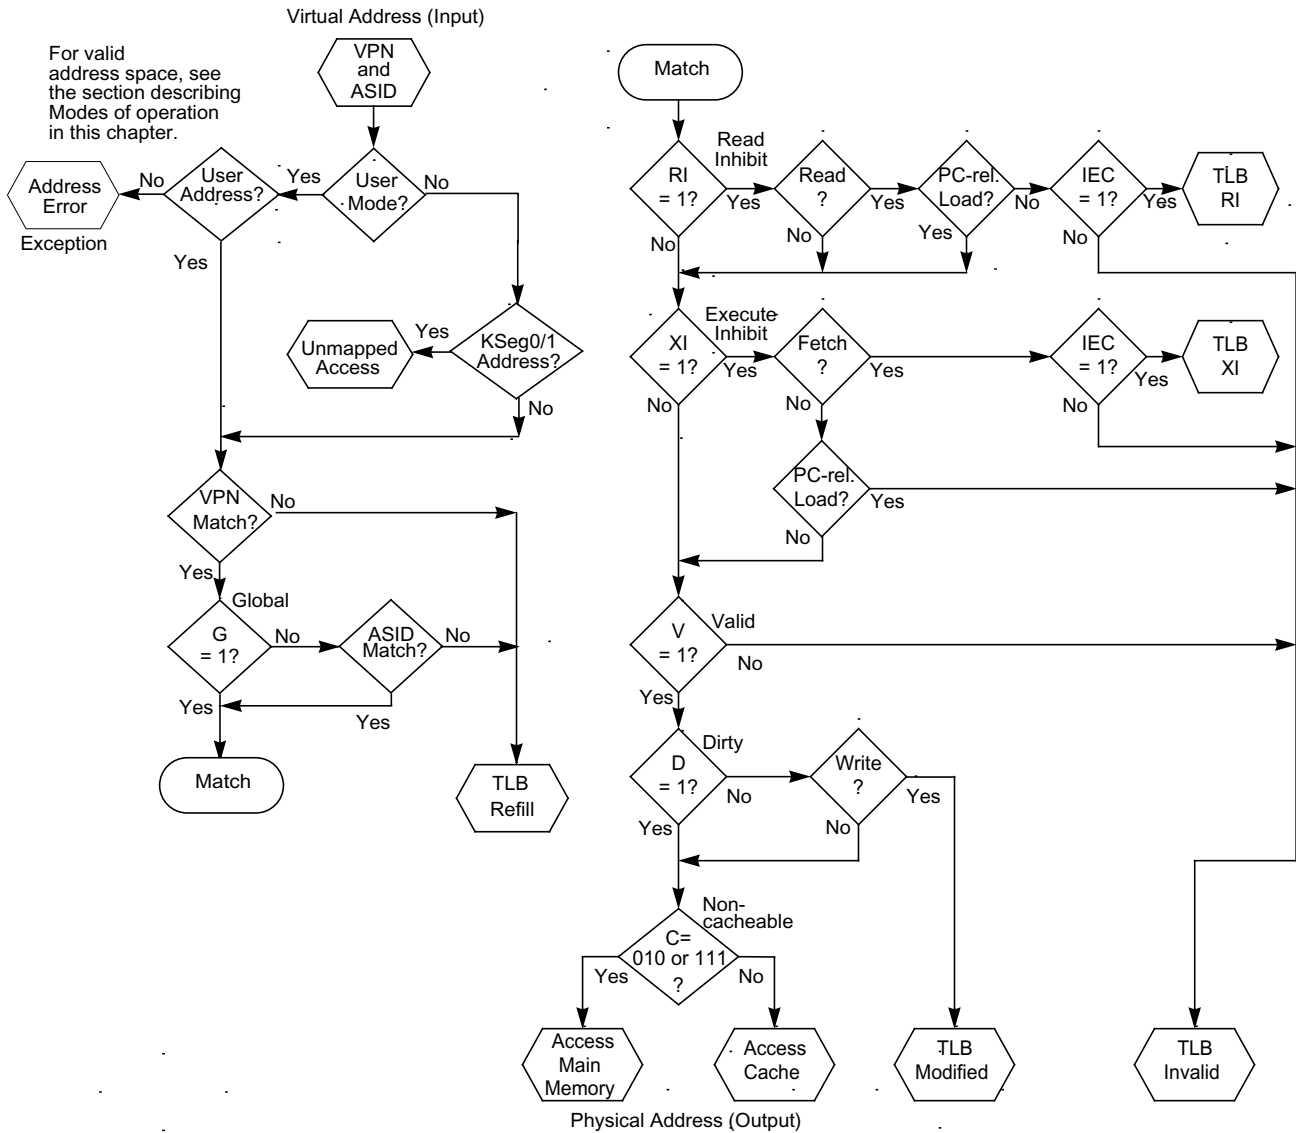 Virtual Address (Input)
For valid
address space, see
the section describing
Modes of operation
in this chapter.
VPN
and
ASID
User
Mode?
Yes
No
User
Address?
No
Yes
Address
Error
Exception
KSeg0/1
Address?
Yes
No
Unmapped
Access
VPN
Match?
No
Yes
Global
G
= 1?
No
Yes
ASID
Match?
No
Yes
Match
TLB
Refill
Match
RI
= 1?
Read
Inhibit
Yes
No
Read
?
Yes
No
PC-rel.
Load?
No
Yes
IEC
= 1?
Yes
No
TLB
RI
XI
= 1?
Execute
Inhibit
Yes
No
Fetch
?
Yes
No
IEC
= 1?
Yes
No
TLB
XI
PC-rel.
Load?
Yes
No
V
= 1?
Valid
No
Yes
D
= 1?
Dirty
No
Yes
Write
?
Yes
No
Non-
cacheable
C=
010 or 111
?
Yes
No
Access
Main
Memory
Access
Cache
TLB
Modified
TLB
Invalid
Physical Address (Output)